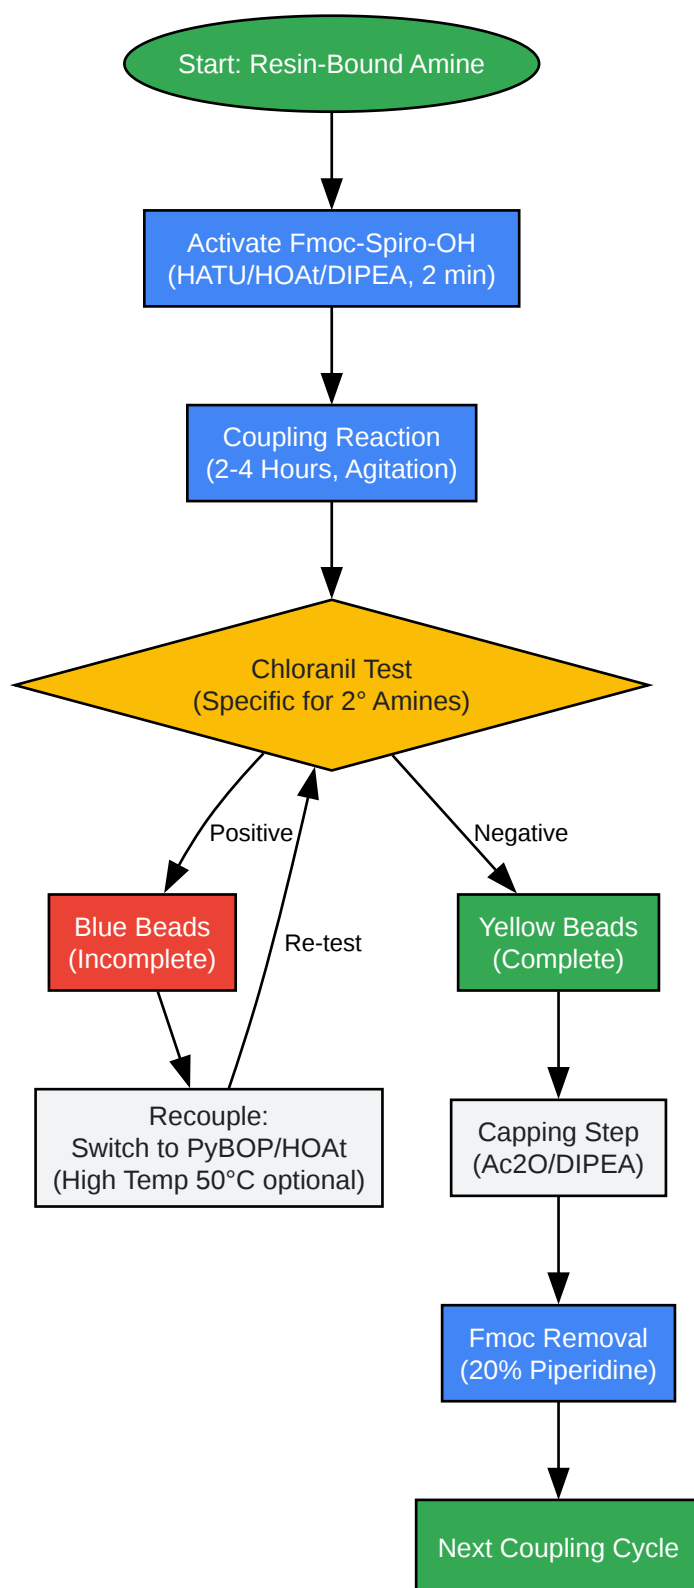 Start: Resin-Bound Amine
Activate Fmoc-Spiro-OH
(HATU/HOAt/DIPEA, 2 min)
Coupling Reaction
(2-4 Hours, Agitation)
Chloranil Test
(Specific for 2° Amines)
Positive
Negative
Blue Beads
(Incomplete)
Re-test
Yellow Beads
(Complete)
Recouple:
Switch to PyBOP/HOAt
(High Temp 50°C optional)
Capping Step
(Ac2O/DIPEA)
Fmoc Removal
(20% Piperidine)
Next Coupling Cycle